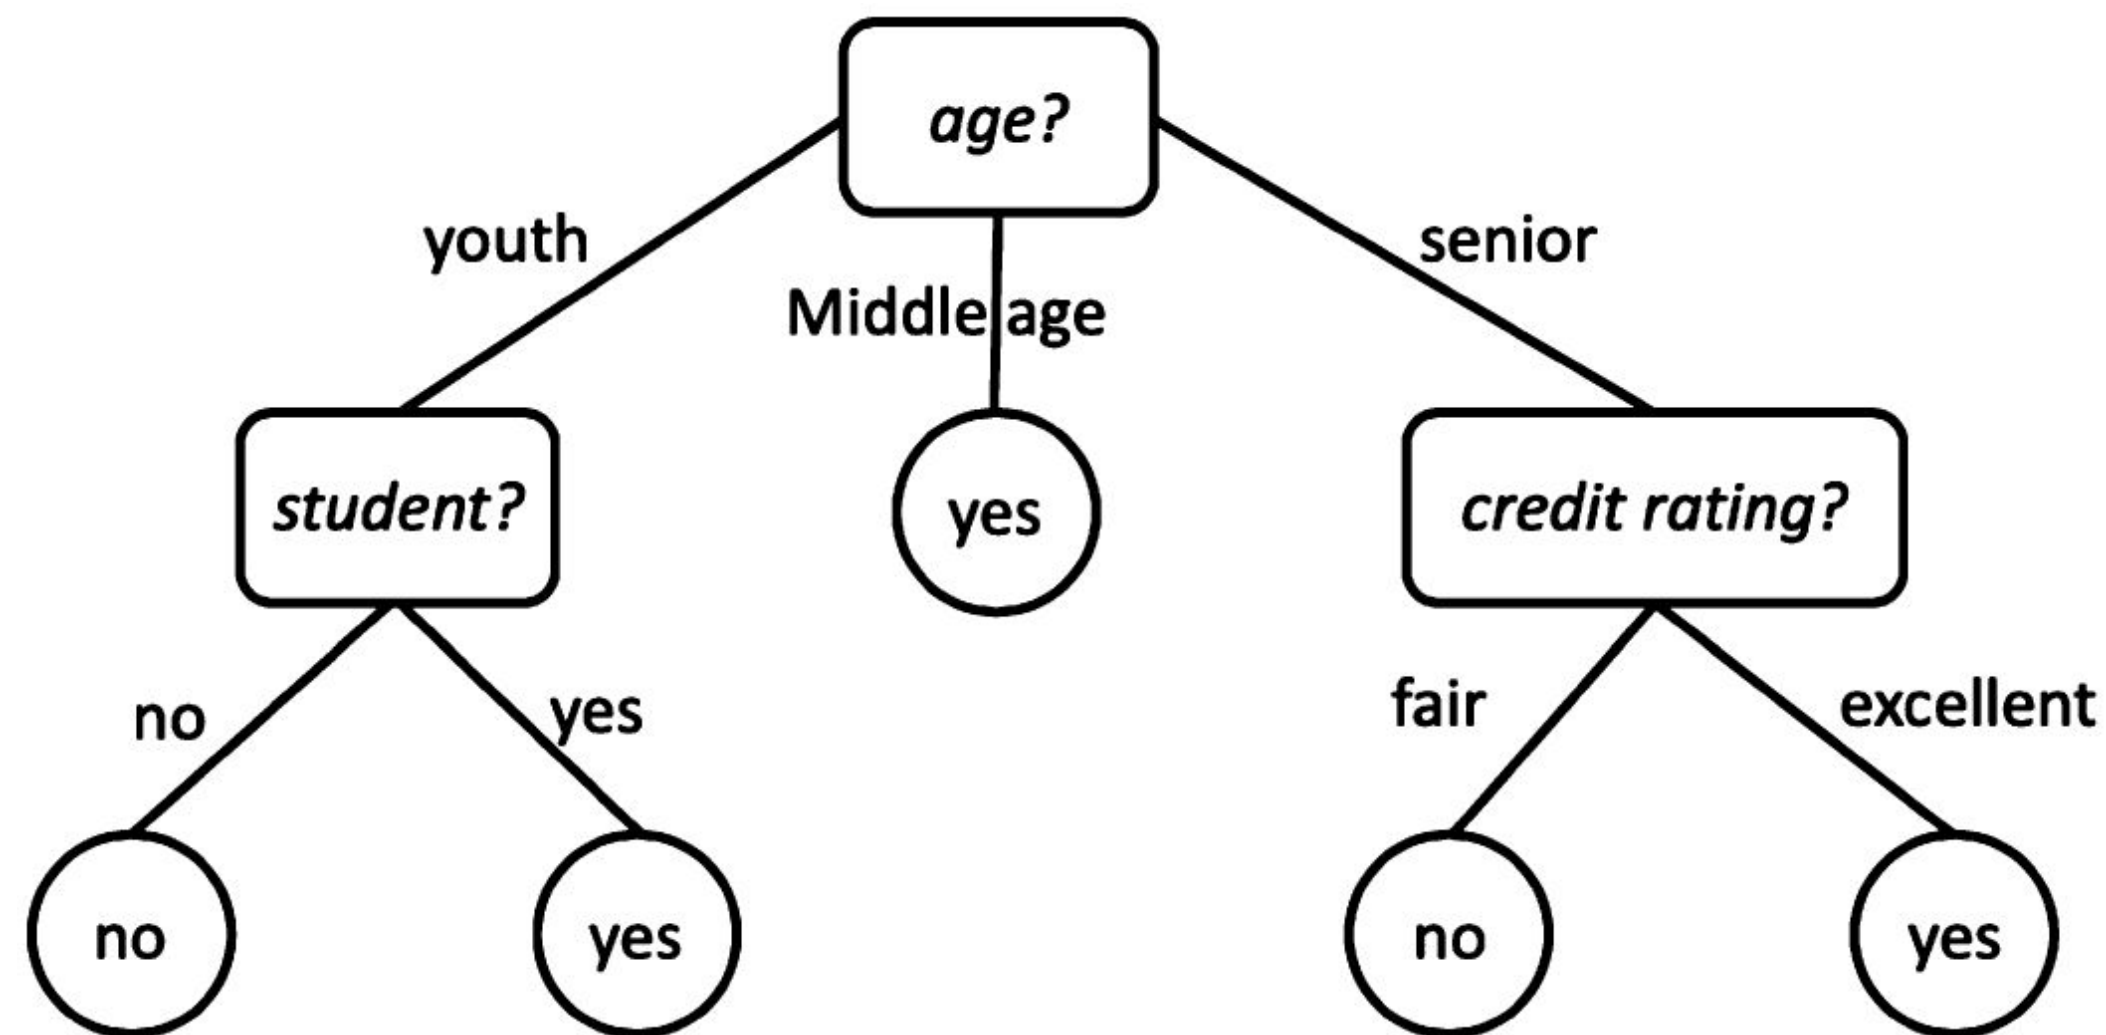 age?
youth
senior
Middle age
student?
yes
credit rating?
no
yes
fair
excellent
no
yes
no
yes